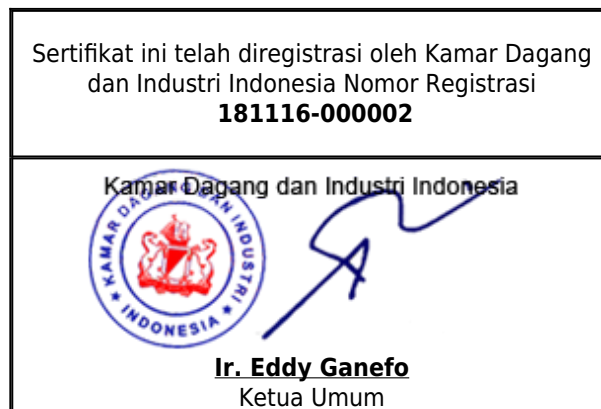 Sertifikat ini telah diregistrasi oleh Kamar Dagang
dan Industri Indonesia Nomor Registrasi
181116-000002
Kamar Dagang dan Industri Indonesia
KAMAR DAGANG DAN INDUSTRI
INDONESIA
Ir. Eddy Ganefo
Ketua Umum